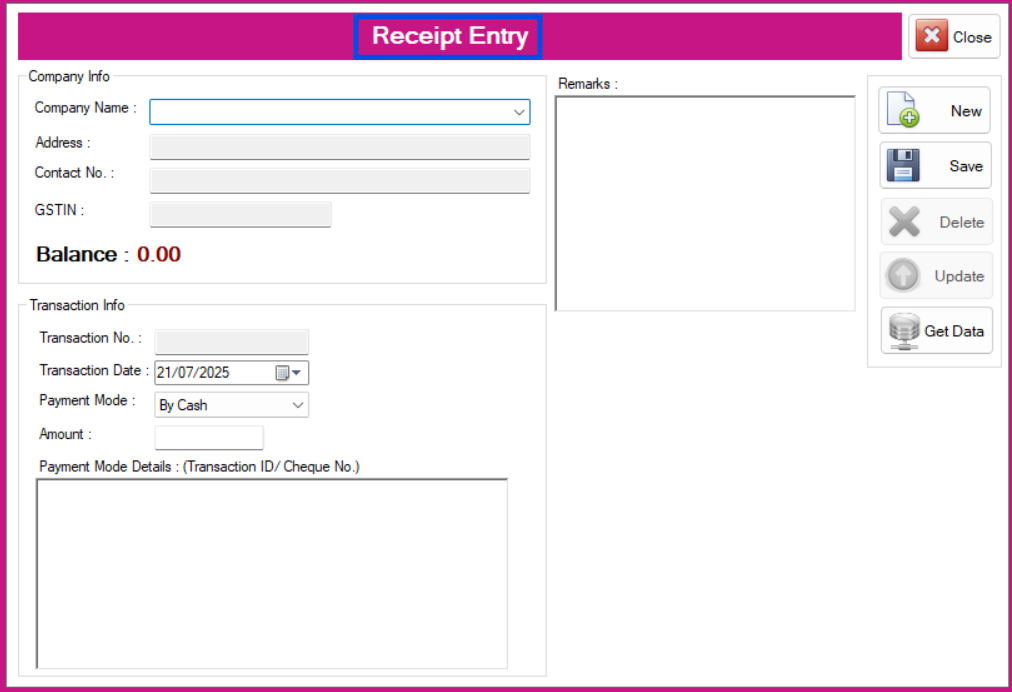 Receipt Entry
Close
Company Info
Company Name :
Address :
Contact No. :
GSTIN :
Balance : 0.00
Transaction Info
Transaction No. :
Transaction Date : 21/07/2025
Payment Mode : By Cash
Amount :
Payment Mode Details : (Transaction ID/ Cheque No.)
Remarks :
New
Save
Delete
Update
Get Data